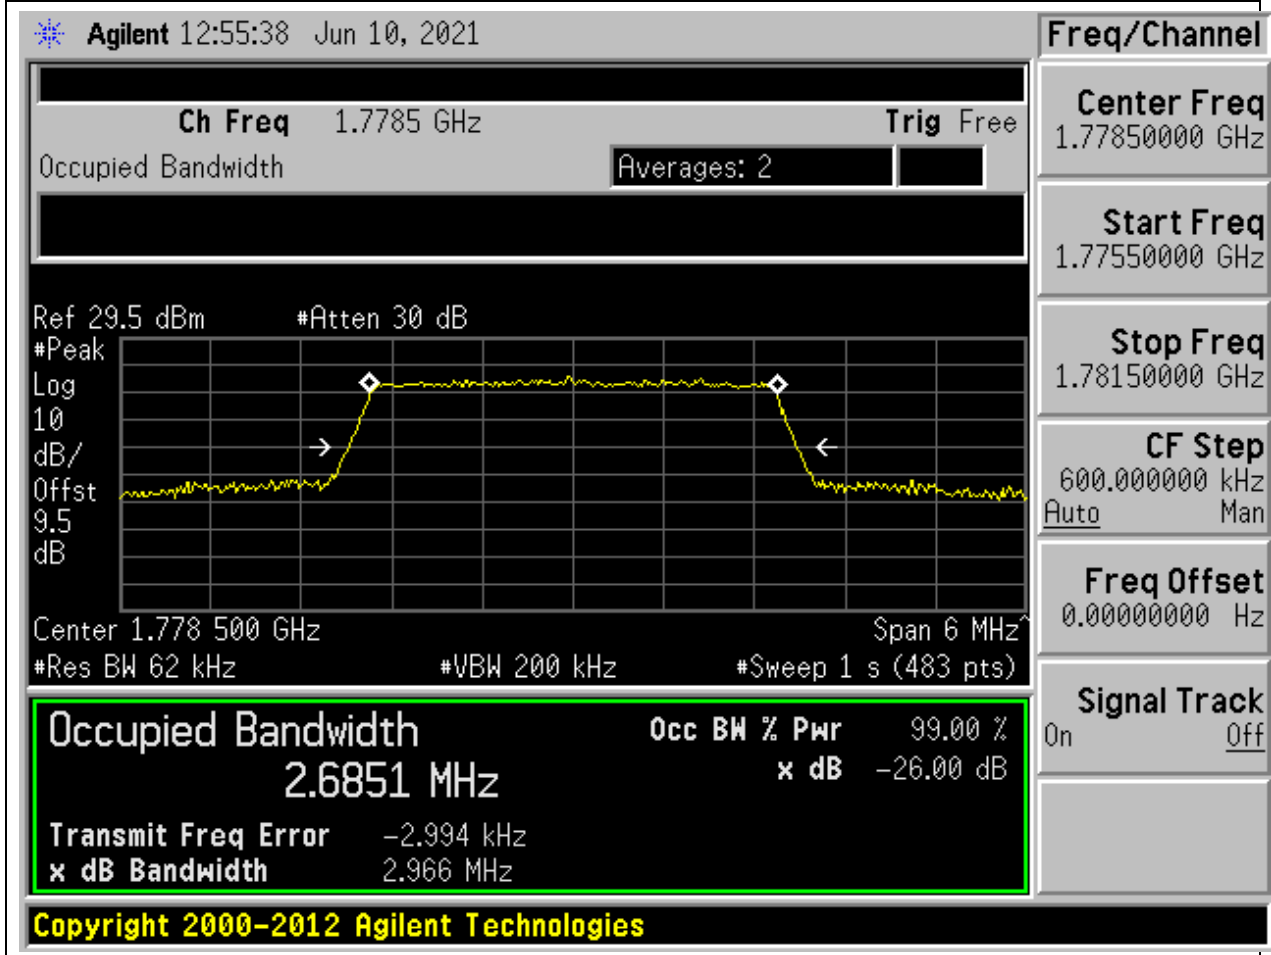 Agilent 12:55:38 Jun 10, 2021
Freq/Channel
Ch Freq 1.7785 GHz
Trig Free
Occupied Bandwidth
Averages: 2
Ref 29.5 dBm
#Atten 30 dB
#Peak
Log
10
dB/
Offst
9.5
dB
Center 1.778 500 GHz
Span 6 MHz^
#Res BW 62 kHz
#VBW 200 kHz
#Sweep 1 s (483 pts)
Occupied Bandwidth
2.6851 MHz
Occ BW % Pwr 99.00 %
x dB -26.00 dB
Transmit Freq Error -2.994 kHz
x dB Bandwidth 2.966 MHz
Center Freq
1.77850000 GHz
Start Freq
1.77550000 GHz
Stop Freq
1.78150000 GHz
CF Step
600.000000 kHz
Auto Man
Freq Offset
0.00000000 Hz
Signal Track
On Off
Copyright 2000-2012 Agilent Technologies